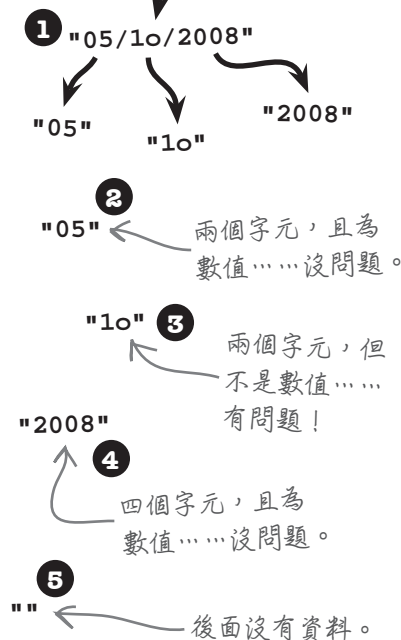 1 "05/1o/2008"
"05" "1o" "2008"
2
"05" 兩個字元，且為
數值……沒問題。
"1o" 3
兩個字元，但
不是數值……
有問題！
"2008"
4
四個字元，且為
數值……沒問題。
5
""
後面沒有資料。